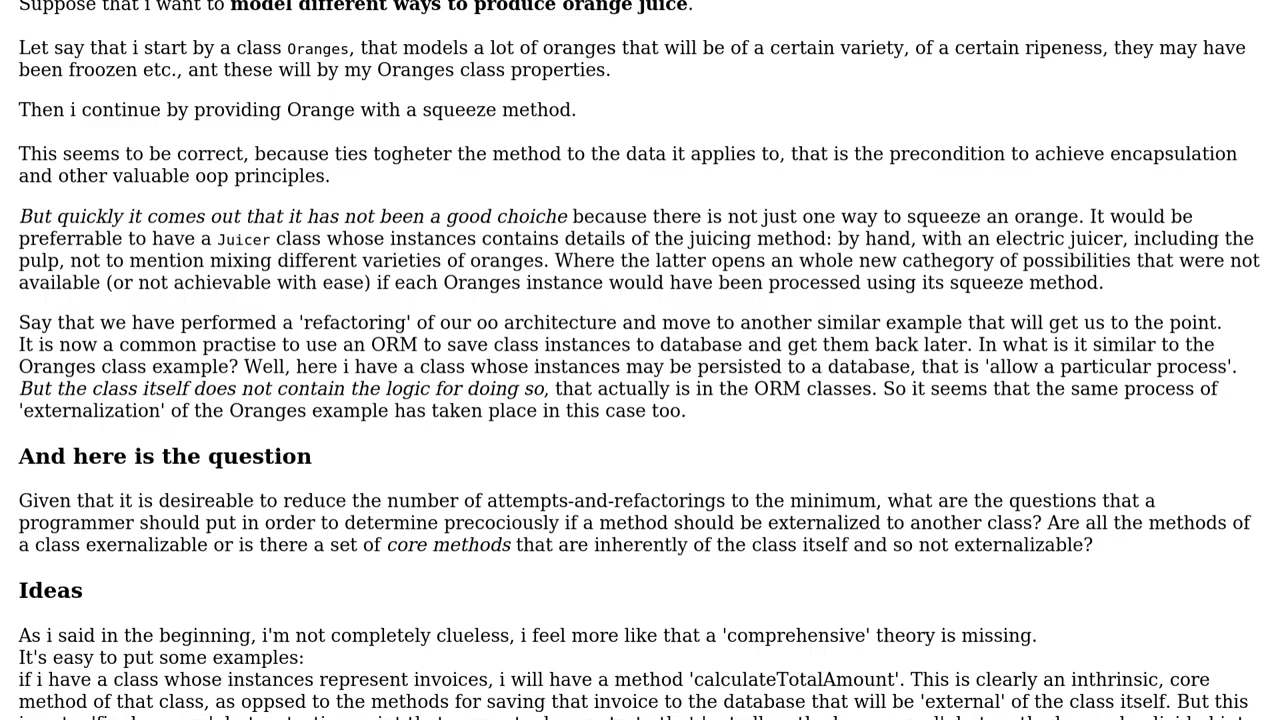 Suppose that i want to model different ways to produce orange juice.
Let say that i start by a class Oranges, that models a lot of oranges that will be of a certain variety, of a certain ripeness, they may have
been froozen etc., ant these will by my Oranges class properties.
Then i continue by providing Orange with a squeeze method.
This seems to be correct, because ties togheter the method to the data it applies to, that is the precondition to achieve encapsulation
and other valuable oop principles.
But quickly it comes out that it has not been a good choiche because there is not just one way to squeeze an orange. It would be
preferrable to have a Juicer class whose instances contains details of the juicing method: by hand, with an electric juicer, including the
pulp, not to mention mixing different varieties of oranges. Where the latter opens an whole new cathegory of possibilities that were not
available (or not achievable with ease) if each Oranges instance would have been processed using its squeeze method.
Say that we have performed a 'refactoring' of our oo architecture and move to another similar example that will get us to the point.
It is now a common practise to use an ORM to save class instances to database and get them back later. In what is it similar to the
Oranges class example? Well, here i have a class whose instances may be persisted to a database, that is 'allow a particular process'.
But the class itself does not contain the logic for doing so, that actually is in the ORM classes. So it seems that the same process of
'externalization' of the Oranges example has taken place in this case too.
And here is the question
Given that it is desireable to reduce the number of attempts-and-refactorings to the minimum, what are the questions that a
programmer should put in order to determine precociously if a method should be externalized to another class? Are all the methods of
a class exernalizable or is there a set of core methods that are inherently of the class itself and so not externalizable?
Ideas
As i said in the beginning, i'm not completely clueless, i feel more like that a 'comprehensive' theory is missing.
It's easy to put some examples:
if i have a class whose instances represent invoices, i will have a method 'calculateTotalAmount'. This is clearly an inthrinsic, core
method of that class, as oppsed to the methods for saving that invoice to the database that will be 'external' of the class itself. But this